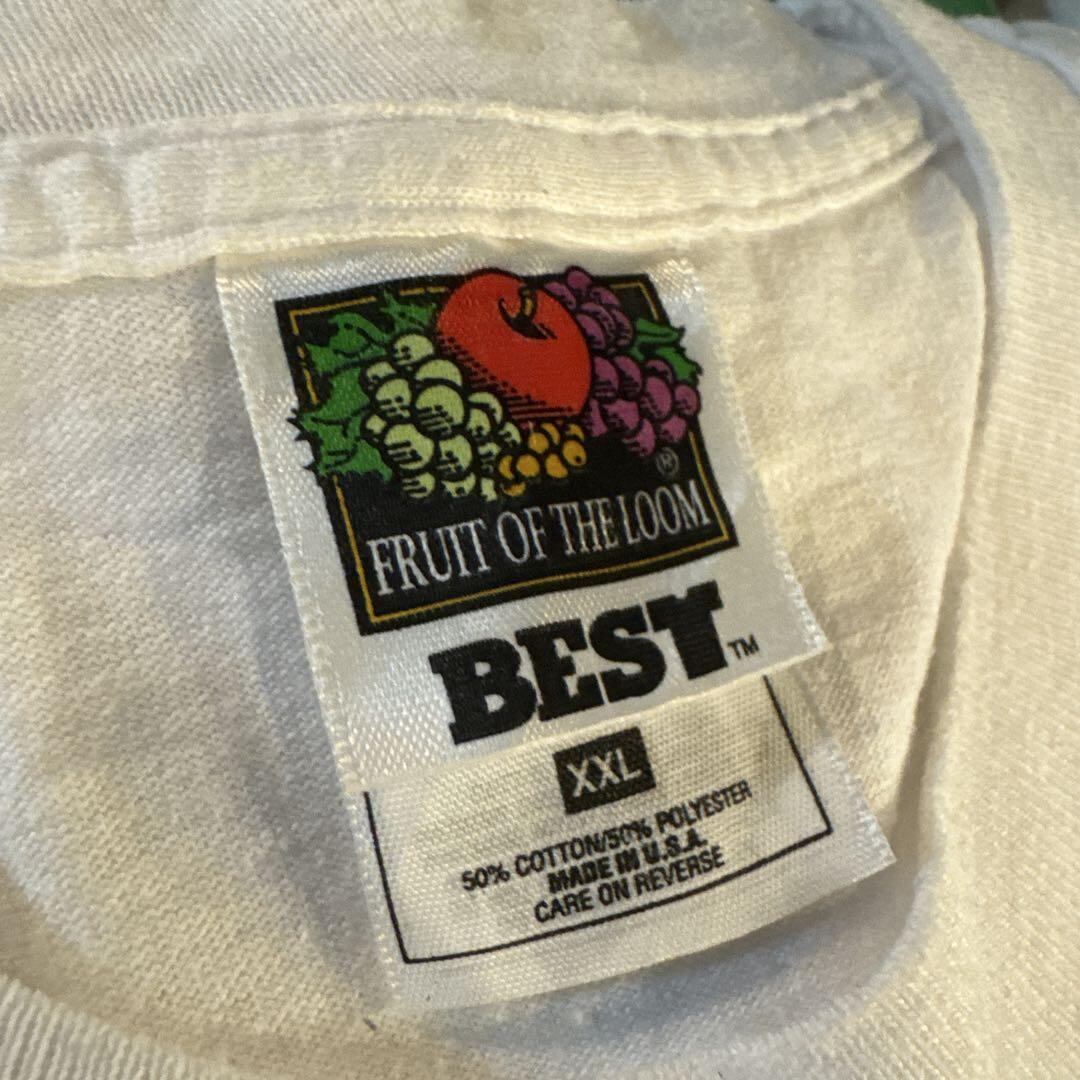 ®
FRUIT OF THE LOOM
BEST™
XXL
50% COTTON/50% POLYESTER
MADE IN U.S.A.
CARE ON REVERSE